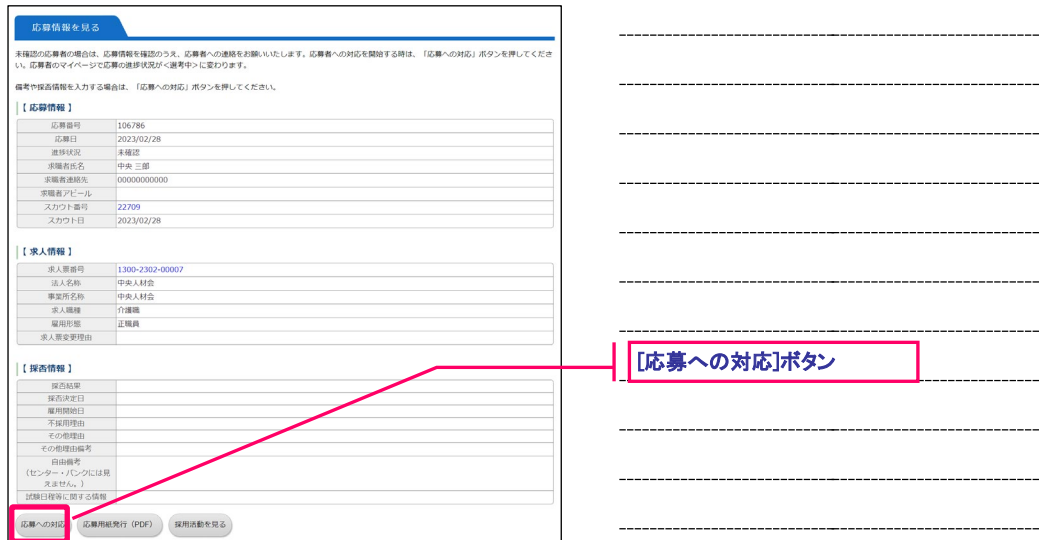 応募情報を見る
未確認の応募者の場合は、応募情報を確認のうえ、応募者への連絡をお願いいたします。応募者への対応を開始する時は、「応募への対応」ボタンを押してくださ
い。応募者のマイページで応募の進捗状況が<選考中>に変わります。
備考や採否情報を入力する場合は、「応募への対応」ボタンを押してください。
【 応募情報 】
応募番号 106786
応募日 2023/02/28
進捗状況 未確認
求職者氏名 中央 三郎
求職者連絡先 00000000000
求職者アピール
スカウト番号 22709
スカウト日 2023/02/28
【 求人情報 】
求人票番号 1300-2302-00007
法人名称 中央人材会
事業所名称 中央人材会
求人職種 介護職
雇用形態 正職員
求人票変更理由
【 採否情報 】
採否結果
採否決定日
雇用開始日
不採用理由
その他理由
その他理由備考
自由備考
(センター・バンクには見
えません。)
試験日程等に関する情報
応募への対応 応募用紙発行(PDF) 採用活動を見る
[応募への対応]ボタン